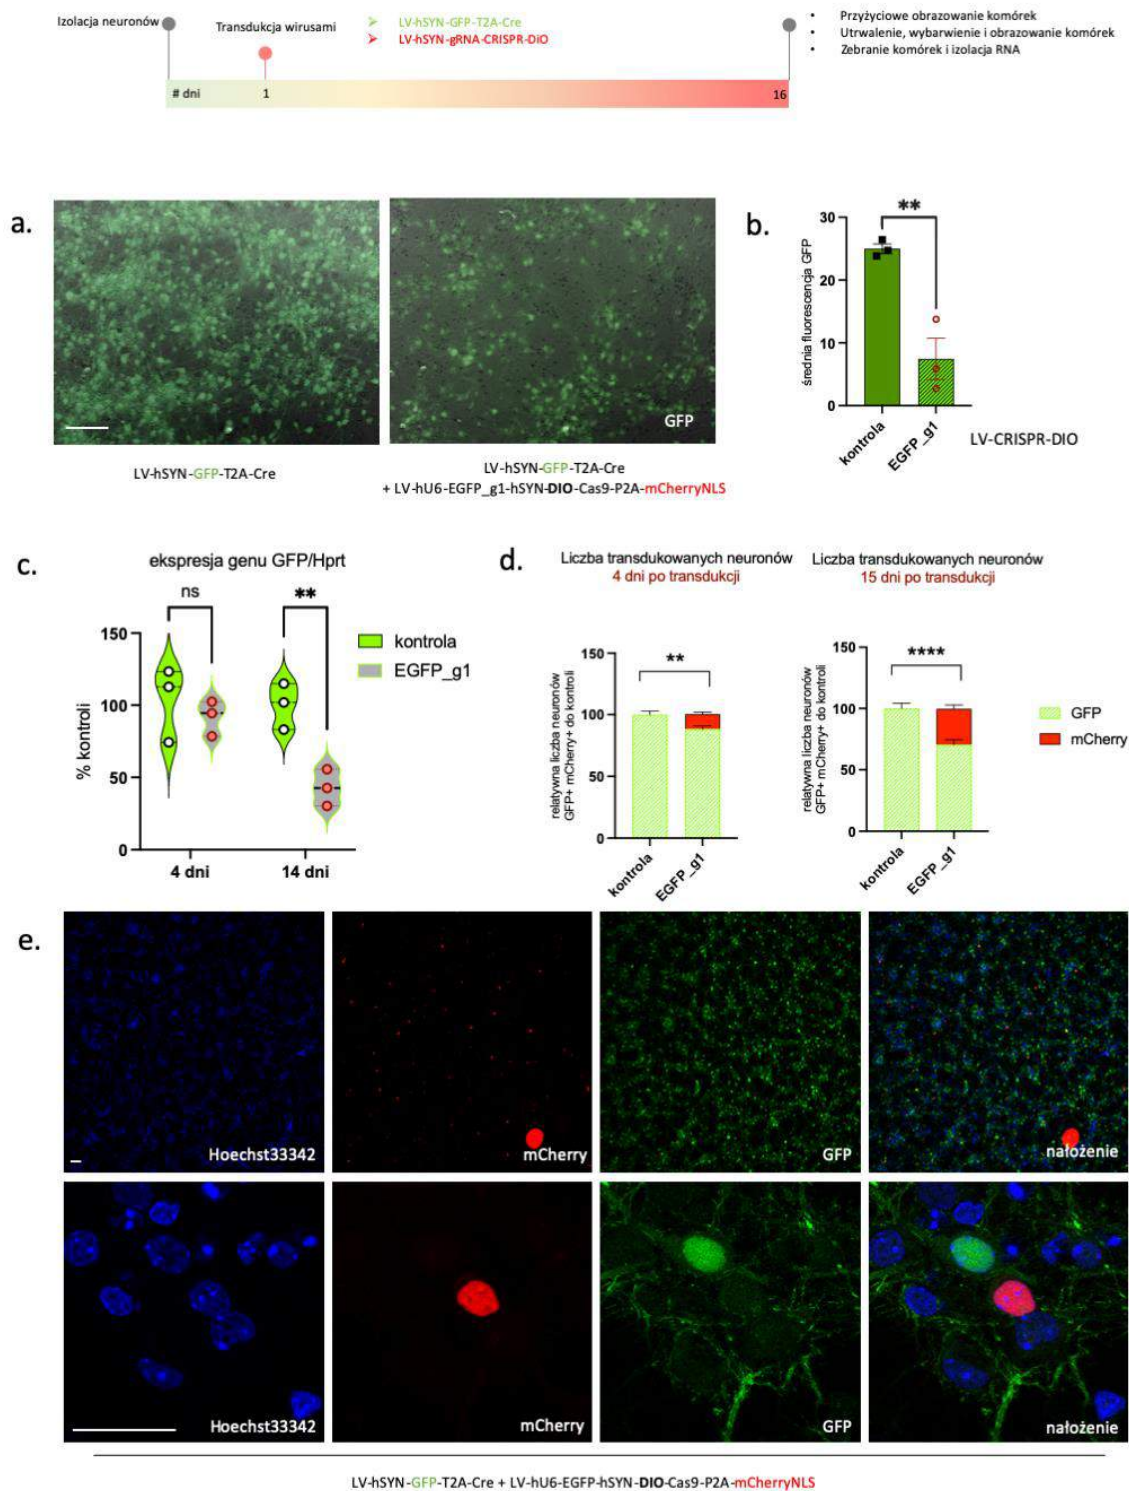 Izolacja neuronów
Transdukcja wirusami
LV-hSYN-GFP-T2A-Cre
LV-hSYN-gRNA-CRISPR-DiO
• Przyżyciowe obrazowanie komórek
• Utrwalenie, wybarwienie i obrazowanie komórek
• Zebranie komórek i izolacja RNA
# dni 1 16
a.
GFP
LV-hSYN-GFP-T2A-Cre
LV-hSYN-GFP-T2A-Cre
+ LV-hU6-EGFP_g1-hSYN-DIO-Cas9-P2A-mCherryNLS
b.
średnia fluorescencja GFP
30
20
10
0
**
kontrola
EGFP_g1
LV-CRISPR-DIO
c.
ekspresja genu GFP/Hprt
ns
**
% kontroli
150
100
50
0
4 dni
14 dni
kontrola
EGFP_g1
d.
Liczba transdukowanych neuronów
4 dni po transdukcji
relatywna liczba neuronów
GFP+ mCherry+ do kontroli
150
100
50
0
**
kontrola
EGFP_g1
Liczba transdukowanych neuronów
15 dni po transdukcji
relatywna liczba neuronów
GFP+ mCherry+ do kontroli
150
100
50
0
****
kontrola
EGFP_g1
GFP
mCherry
e.
Hoechst33342
mCherry
GFP
nałożenie
Hoechst33342
mCherry
GFP
nałożenie
LV-hSYN-GFP-T2A-Cre + LV-hU6-EGFP-hSYN-DIO-Cas9-P2A-mCherryNLS